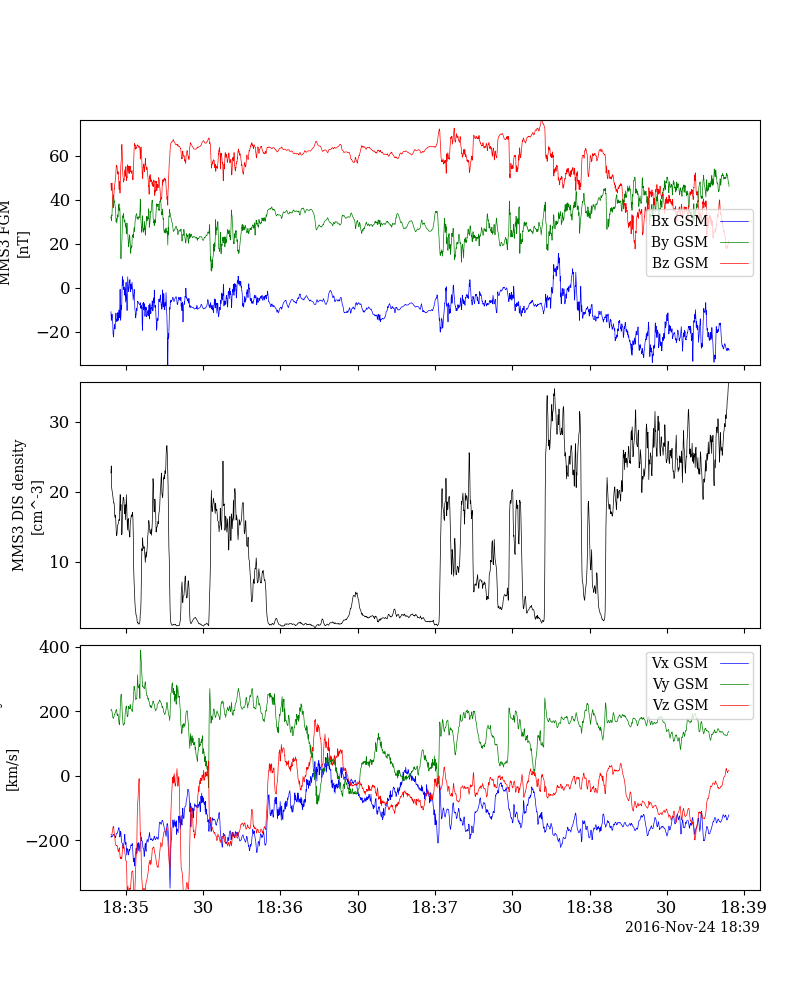 60
40
20
0
−20
MMS3 FGM
[nT]
Bx GSM
By GSM
Bz GSM
30
20
10
MMS3 DIS density
[cm^-3]
400
200
0
−200
[km/s]
Vx GSM
Vy GSM
Vz GSM
18:35 30 18:36 30 18:37 30 18:38 30 18:39
2016-Nov-24 18:39